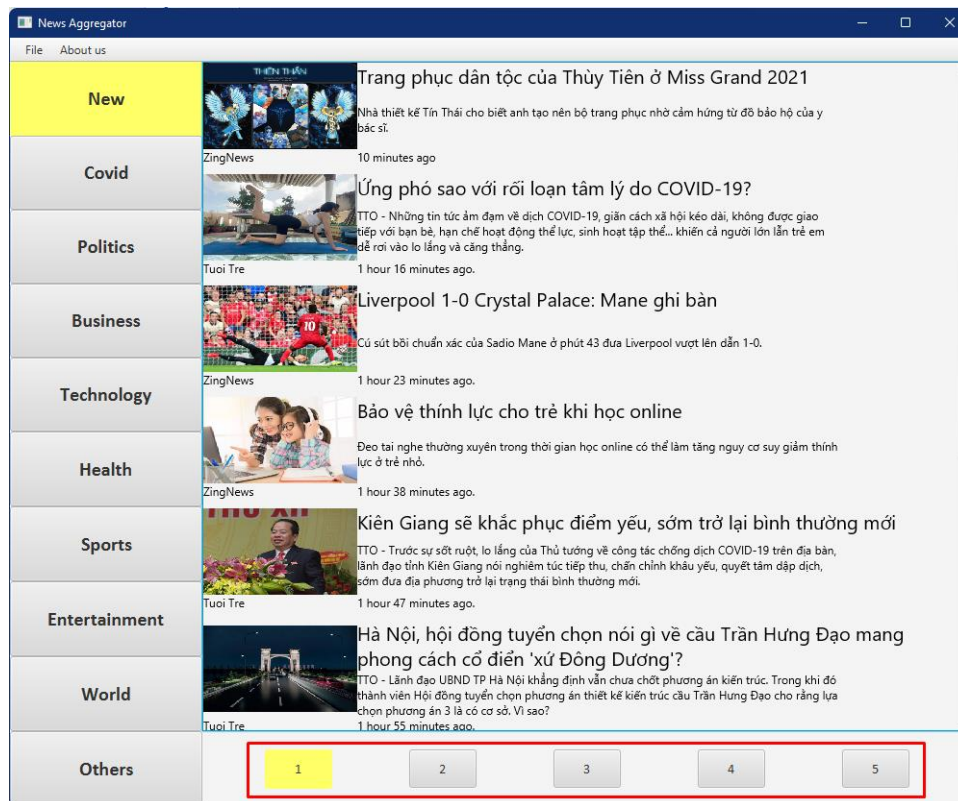 News Aggregator
File About us
New
Covid
Politics
Business
Technology
Health
Sports
Entertainment
World
Others
THIÊN THẦN
Trang phục dân tộc của Thùy Tiên ở Miss Grand 2021
Nhà thiết kế Tín Thái cho biết anh tạo nên bộ trang phục nhờ cảm hứng từ đồ bảo hộ của y
bác sĩ.
ZingNews 10 minutes ago
Ứng phó sao với rối loạn tâm lý do COVID-19?
TTO - Những tin tức ảm đạm về dịch COVID-19, giãn cách xã hội kéo dài, không được giao
tiếp với bạn bè, hạn chế hoạt động thể lực, sinh hoạt tập thể... khiến cả người lớn lẫn trẻ em
dễ rơi vào lo lắng và căng thẳng.
Tuoi Tre 1 hour 16 minutes ago.
10
Liverpool 1-0 Crystal Palace: Mane ghi bàn
Cú sút bồi chuẩn xác của Sadio Mane ở phút 43 đưa Liverpool vượt lên dẫn 1-0.
ZingNews 1 hour 23 minutes ago.
Bảo vệ thính lực cho trẻ khi học online
Đeo tai nghe thường xuyên trong thời gian học online có thể làm tăng nguy cơ suy giảm thính
lực ở trẻ nhỏ.
ZingNews 1 hour 38 minutes ago.
Kiên Giang sẽ khắc phục điểm yếu, sớm trở lại bình thường mới
TTO - Trước sự sốt ruột, lo lắng của Thủ tướng về công tác chống dịch COVID-19 trên địa bàn,
lãnh đạo tỉnh Kiên Giang nói nghiêm túc tiếp thu, chấn chỉnh khâu yếu, quyết tâm dập dịch,
sớm đưa địa phương trở lại trạng thái bình thường mới.
Tuoi Tre 1 hour 47 minutes ago.
Hà Nội, hội đồng tuyển chọn nói gì về cầu Trần Hưng Đạo mang
phong cách cổ điển 'xứ Đông Dương'?
TTO - Lãnh đạo UBND TP Hà Nội khẳng định vẫn chưa chốt phương án kiến trúc. Trong khi đó
thành viên Hội đồng tuyển chọn phương án thiết kế kiến trúc cầu Trần Hưng Đạo cho rằng lựa
chọn phương án 3 là có cơ sở. Vì sao?
Tuoi Tre 1 hour 55 minutes ago.
1 2 3 4 5